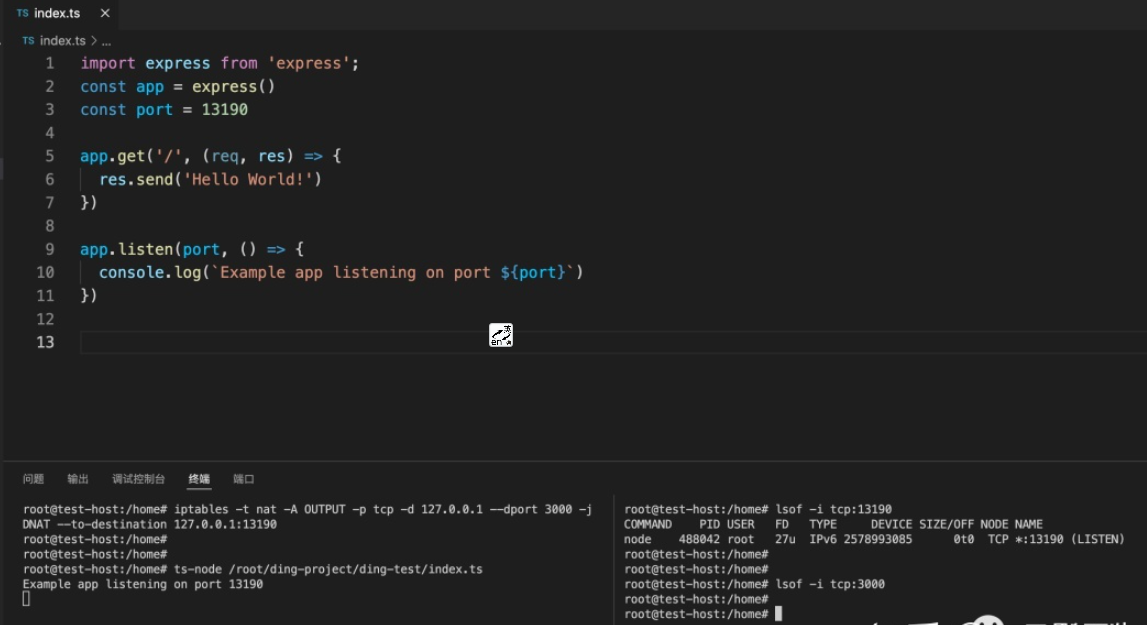 TS index.ts ×
TS index.ts > ...
1 import express from 'express';
2 const app = express()
3 const port = 13190
4
5 app.get('/', (req, res) => {
6 res.send('Hello World!')
7 })
8
9 app.listen(port, () => {
10 console.log(`Example app listening on port ${port}`)
11 })
12
13
英
en
问题 输出 调试控制台 终端 端口
root@test-host:/home# iptables -t nat -A OUTPUT -p tcp -d 127.0.0.1 --dport 3000 -j
DNAT --to-destination 127.0.0.1:13190
root@test-host:/home#
root@test-host:/home#
root@test-host:/home# ts-node /root/ding-project/ding-test/index.ts
Example app listening on port 13190
root@test-host:/home# lsof -i tcp:13190
COMMAND PID USER FD TYPE DEVICE SIZE/OFF NODE NAME
node 488042 root 27u IPv6 2578993085 0t0 TCP *:13190 (LISTEN)
root@test-host:/home#
root@test-host:/home#
root@test-host:/home# lsof -i tcp:3000
root@test-host:/home#
root@test-host:/home#